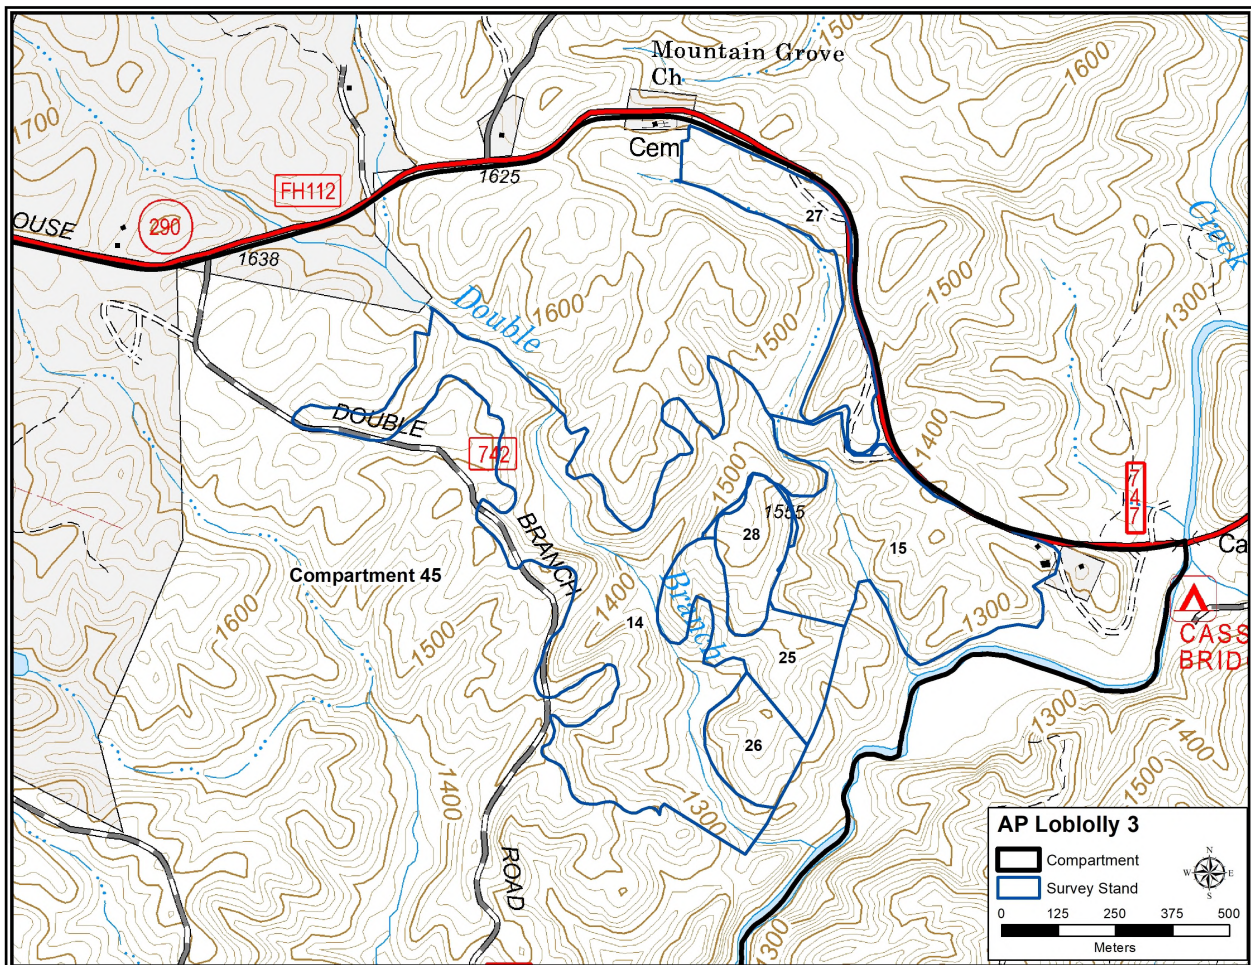 1500
Mountain Grove
Ch
1600
1700
Cem
1625
FH112
27
290
OUSE
1638
Creek
1500
1300
Double
1600
1500
DOUBLE
1400
742
1500
1747
1555
28
BRANCH
15
Ca
Compartment 45
1400
Branch
1600
14
1300
CASS
BRID
1500
25
1300
26
1400
1400
1500
1300
ROAD
1300
AP Loblolly 3
Compartment
Survey Stand
N
W E
S
0 125 250 375 500
Meters